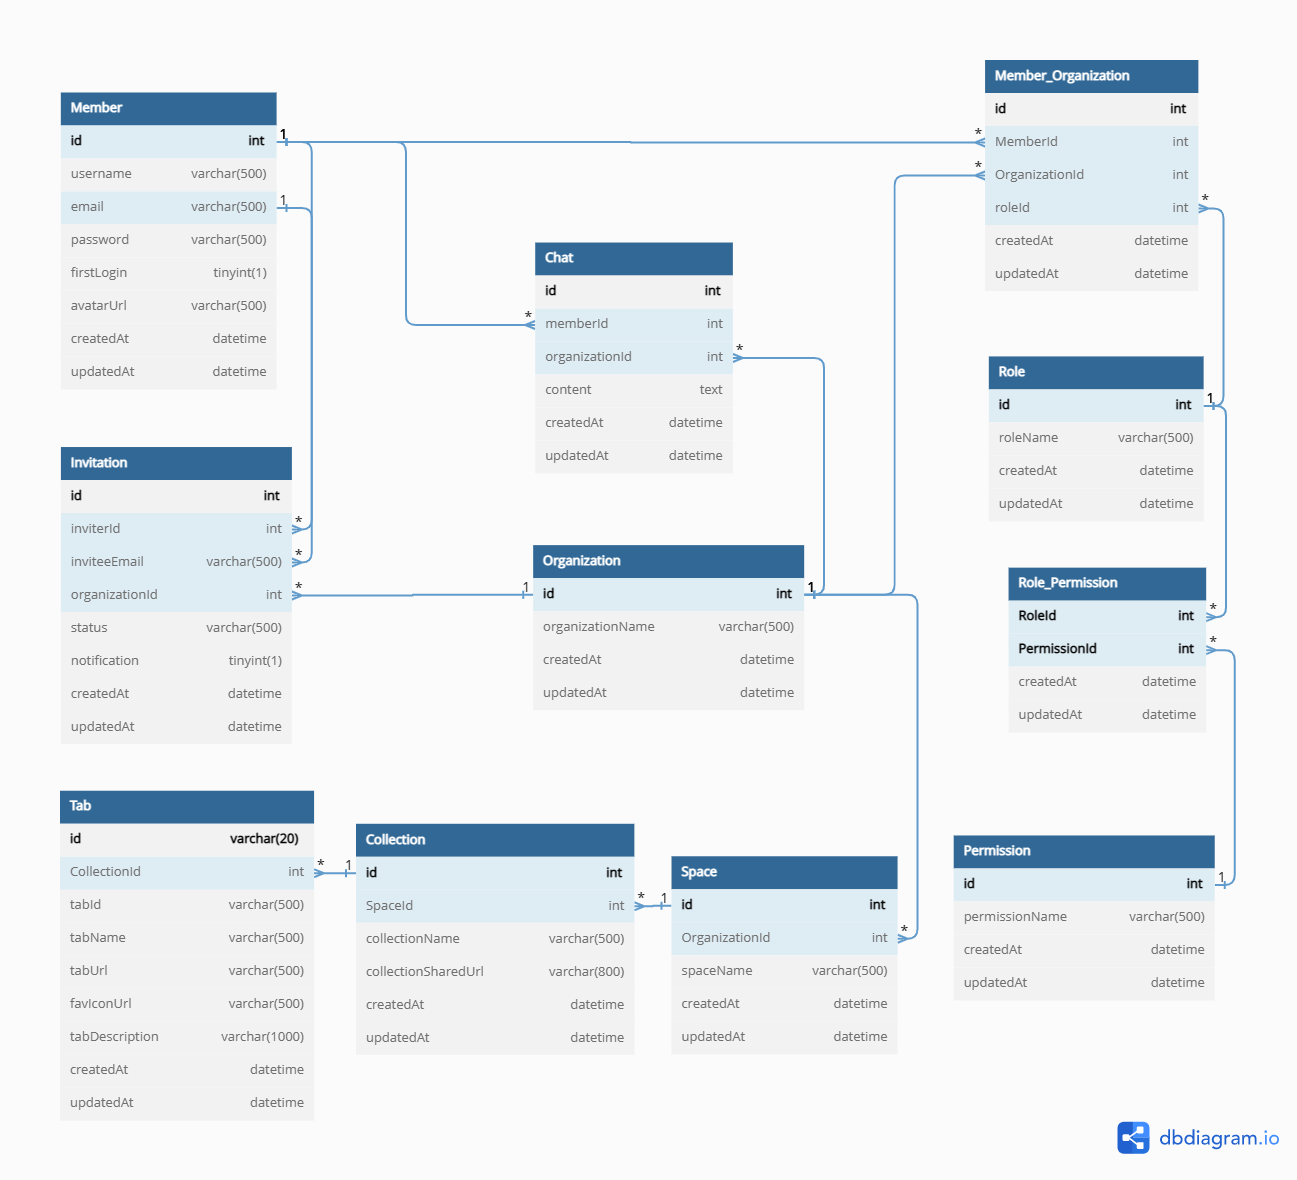 Member
id int
username varchar(500)
email varchar(500)
password varchar(500)
firstLogin tinyint(1)
avatarUrl varchar(500)
createdAt datetime
updatedAt datetime
1
1
Member_Organization
id int
MemberId int
OrganizationId int
roleId int
createdAt datetime
updatedAt datetime
*
*
*
Chat
id int
memberId int
organizationId int
content text
createdAt datetime
updatedAt datetime
*
*
Role
id int
roleName varchar(500)
createdAt datetime
updatedAt datetime
1
Invitation
id int
inviterId int
inviteeEmail varchar(500)
organizationId int
status varchar(500)
notification tinyint(1)
createdAt datetime
updatedAt datetime
*
*
*
Organization
id int
organizationName varchar(500)
createdAt datetime
updatedAt datetime
1
1
Role_Permission
RoleId int
PermissionId int
createdAt datetime
updatedAt datetime
*
*
Tab
id varchar(20)
CollectionId int
tabId varchar(500)
tabName varchar(500)
tabUrl varchar(500)
favIconUrl varchar(500)
tabDescription varchar(1000)
createdAt datetime
updatedAt datetime
*
1
Collection
id int
SpaceId int
collectionName varchar(500)
collectionSharedUrl varchar(800)
createdAt datetime
updatedAt datetime
*
1
Space
id int
OrganizationId int
spaceName varchar(500)
createdAt datetime
updatedAt datetime
*
Permission
id int
permissionName varchar(500)
createdAt datetime
updatedAt datetime
1
dbdiagram.io